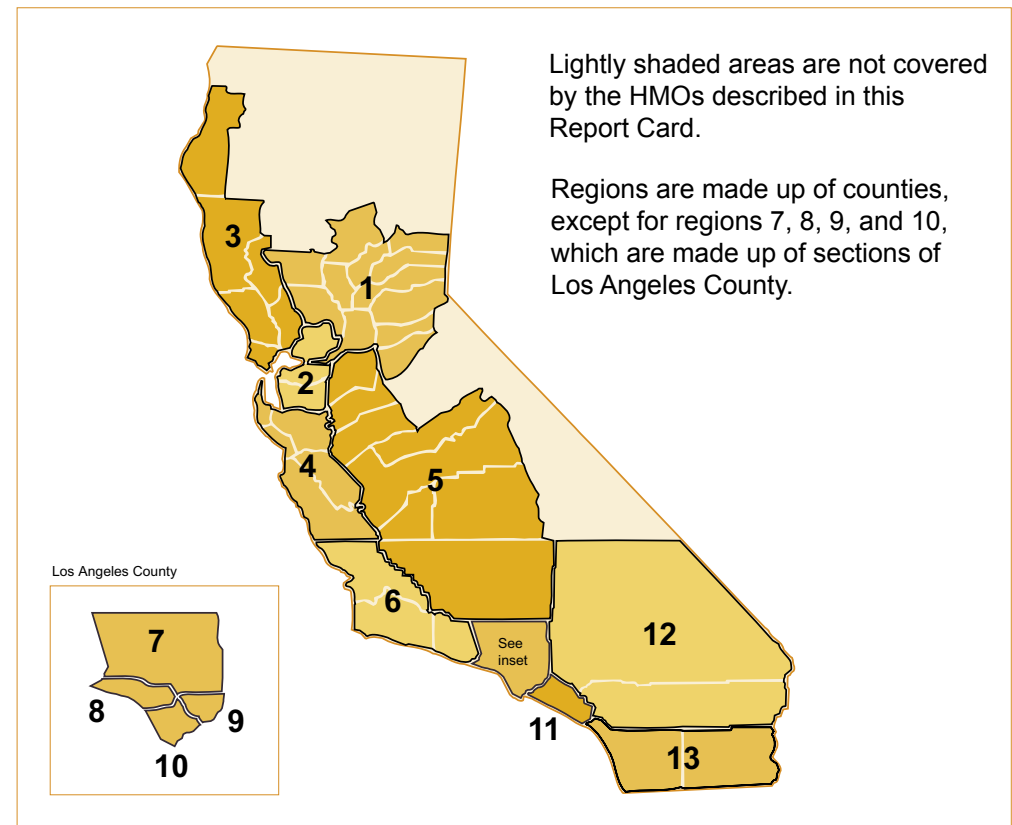 Lightly shaded areas are not covered
by the HMOs described in this
Report Card.
Regions are made up of counties,
except for regions 7, 8, 9, and 10,
which are made up of sections of
Los Angeles County.
3
1
2
4
5
6
See
inset
12
11
13
Los Angeles County
7
8
9
10